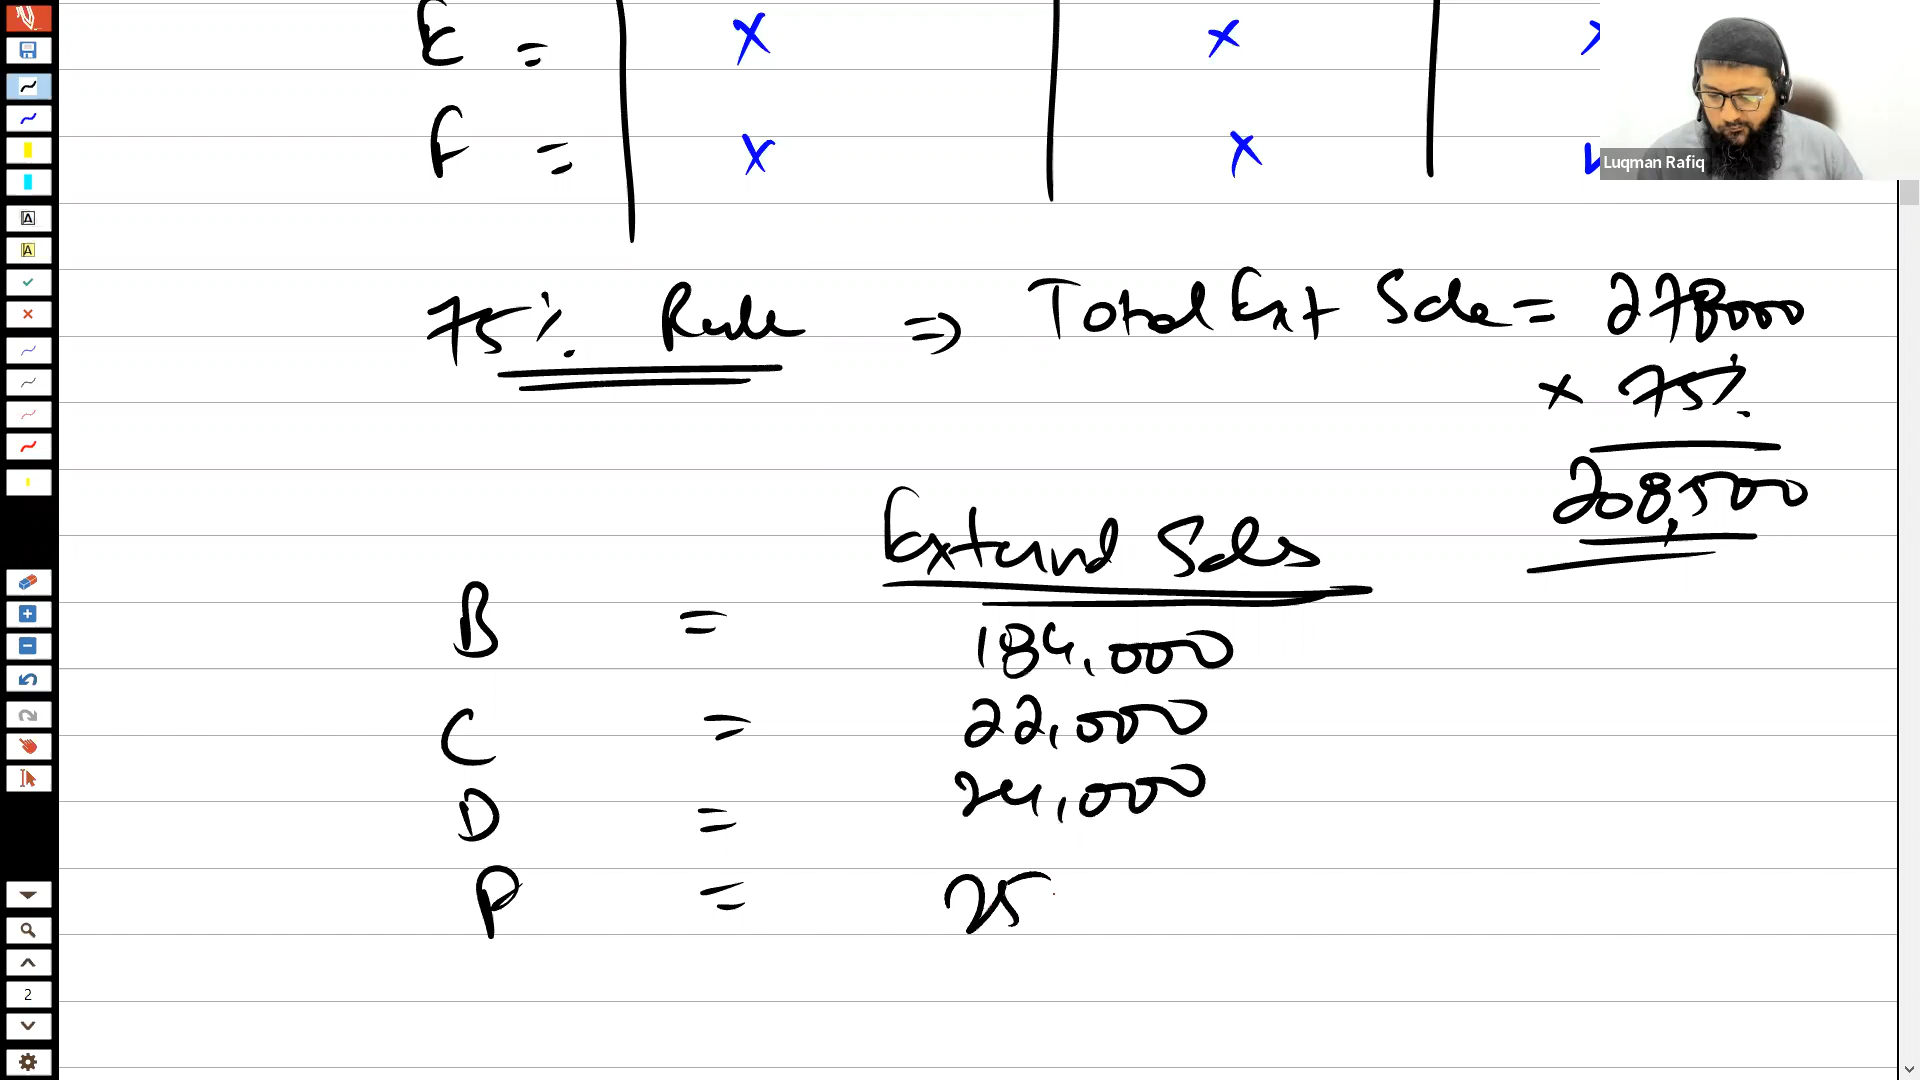 E = x x
F = x x
Luqman Rafiq
75% Rule ⇒ Total Ext Sale = 278000
x 75%
208,500
External Sales
B = 184,000
C = 22,000
D = 24,000
P = 25
2